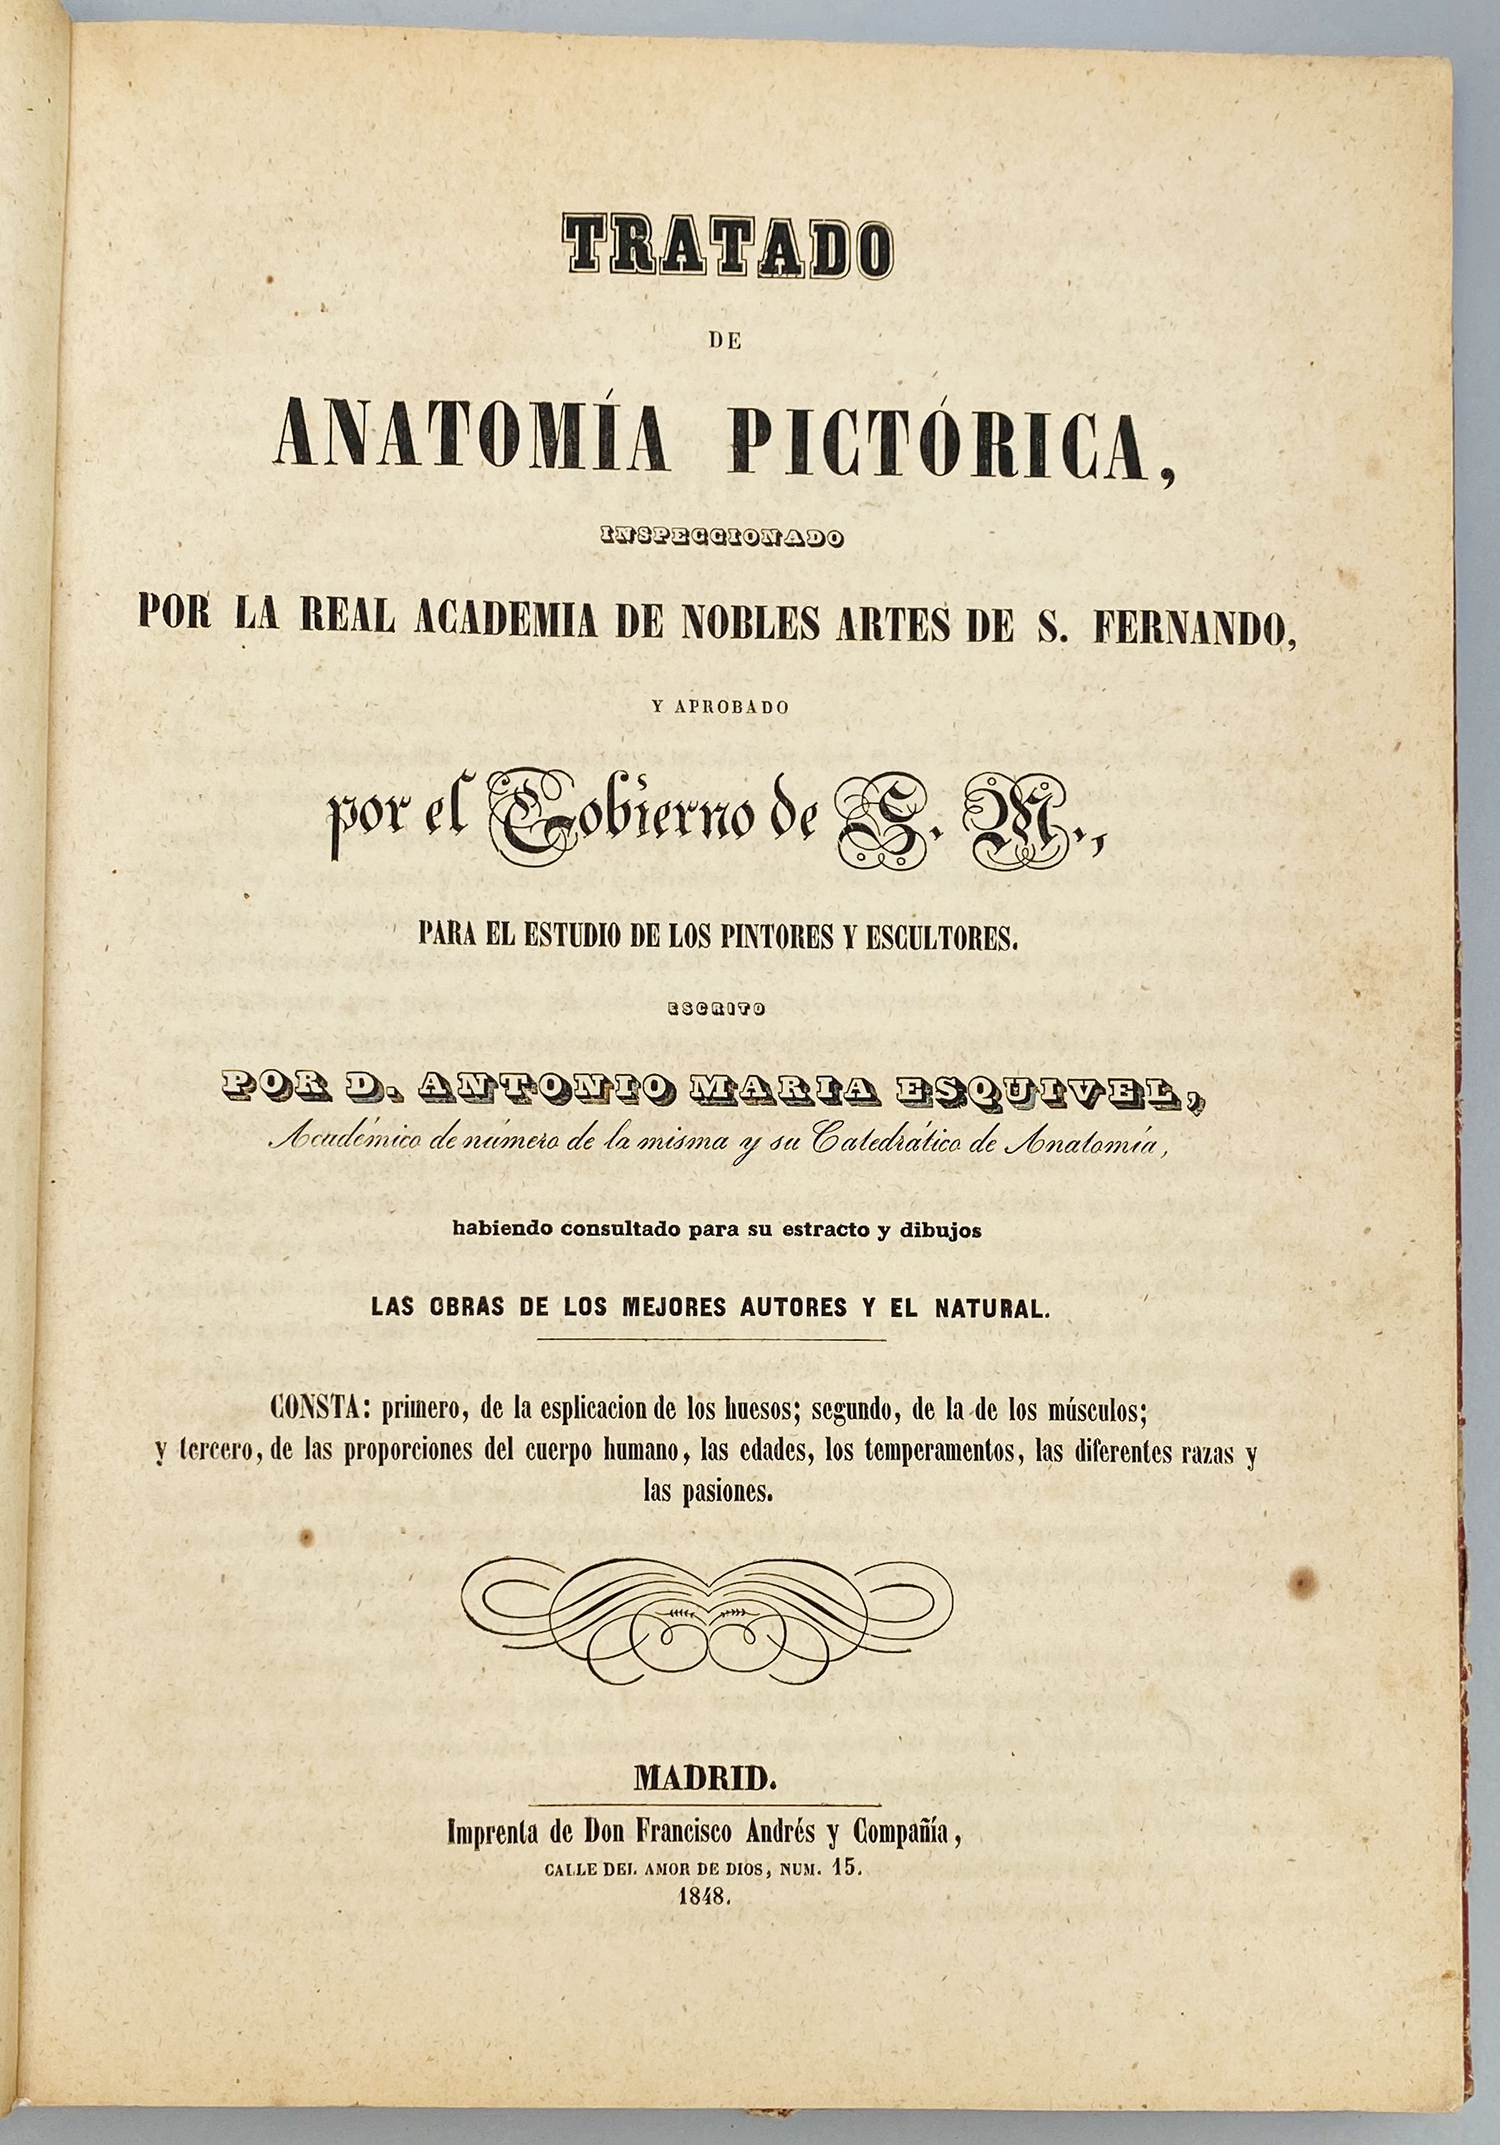 TRATADO
DE
ANATOMÍA PICTÓRICA,
INSPECCIONADO
POR LA REAL ACADEMIA DE NOBLES ARTES DE S. FERNANDO,
Y APROBADO
por el Gobierno de S. M.,
PARA EL ESTUDIO DE LOS PINTORES Y ESCULTORES.
ESCRITO
POR D. ANTONIO MARIA ESQUIVEL,
Académico de número de la misma y su Catedrático de Anatomía,
habiendo consultado para su estracto y dibujos
LAS OBRAS DE LOS MEJORES AUTORES Y EL NATURAL.
CONSTA: primero, de la esplicacion de los huesos; segundo, de la de los músculos;
y tercero, de las proporciones del cuerpo humano, las edades, los temperamentos, las diferentes razas y
las pasiones.
MADRID.
Imprenta de Don Francisco Andrés y Compañía,
CALLE DEL AMOR DE DIOS, NUM. 15.
1848.